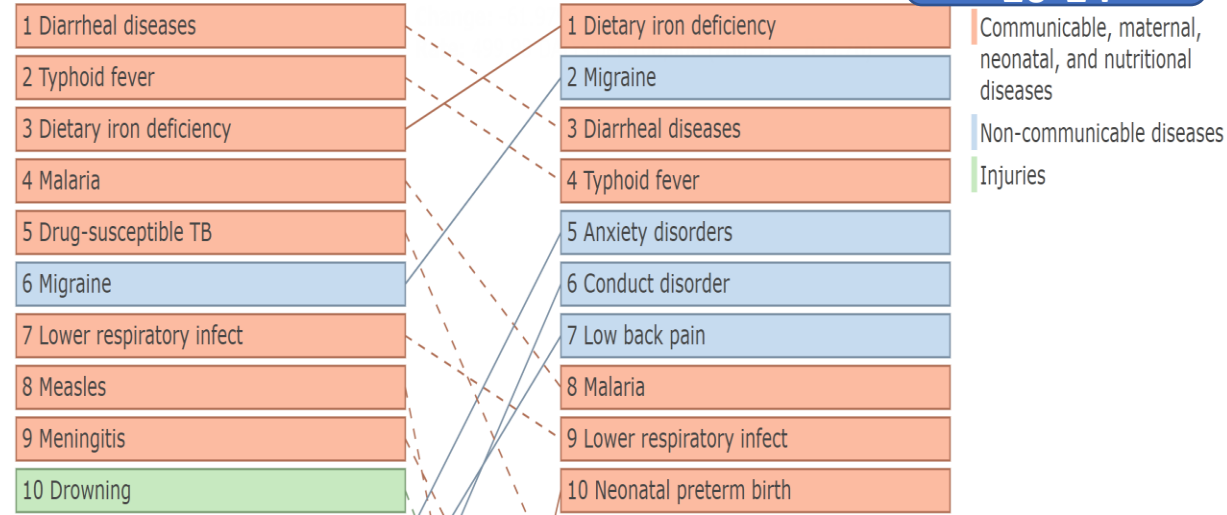 1 Diarrheal diseases
2 Typhoid fever
3 Dietary iron deficiency
4 Malaria
5 Drug-susceptible TB
6 Migraine
7 Lower respiratory infect
8 Measles
9 Meningitis
10 Drowning
1 Dietary iron deficiency
2 Migraine
3 Diarrheal diseases
4 Typhoid fever
5 Anxiety disorders
6 Conduct disorder
7 Low back pain
8 Malaria
9 Lower respiratory infect
10 Neonatal preterm birth
Communicable, maternal,
neonatal, and nutritional
diseases
Non-communicable diseases
Injuries